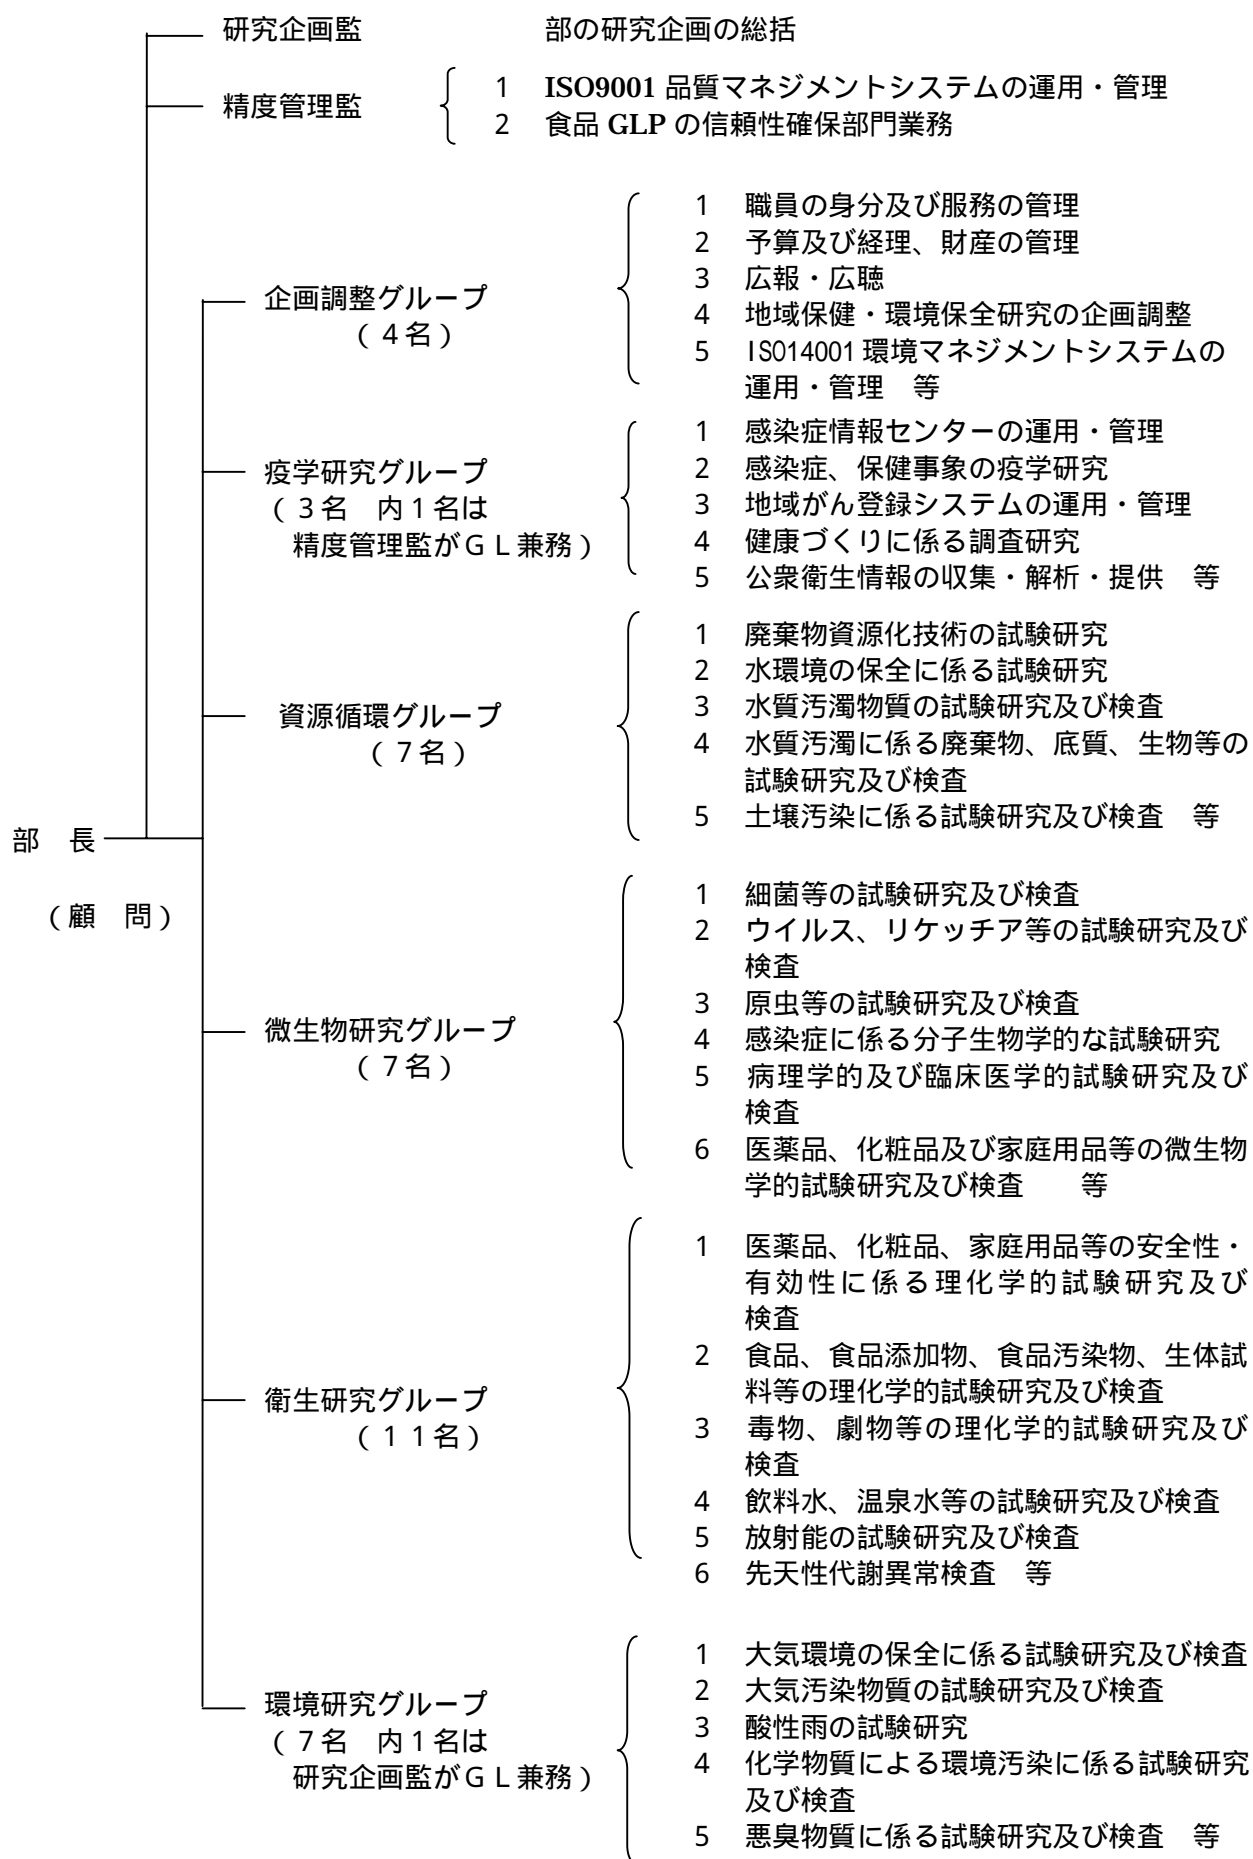 研究企画監　部の研究企画の総括
精度管理監
1　ISO9001 品質マネジメントシステムの運用・管理
2　食品 GLP の信頼性確保部門業務
企画調整グループ
（４名）
1　職員の身分及び服務の管理
2　予算及び経理、財産の管理
3　広報・広聴
4　地域保健・環境保全研究の企画調整
5　ISO14001 環境マネジメントシステムの
運用・管理　等
疫学研究グループ
（３名　内１名は
精度管理監がＧＬ兼務）
1　感染症情報センターの運用・管理
2　感染症、保健事象の疫学研究
3　地域がん登録システムの運用・管理
4　健康づくりに係る調査研究
5　公衆衛生情報の収集・解析・提供　等
資源循環グループ
（７名）
1　廃棄物資源化技術の試験研究
2　水環境の保全に係る試験研究
3　水質汚濁物質の試験研究及び検査
4　水質汚濁に係る廃棄物、底質、生物等の
試験研究及び検査
5　土壌汚染に係る試験研究及び検査　等
部　長
（顧　問）
微生物研究グループ
（７名）
1　細菌等の試験研究及び検査
2　ウイルス、リケッチア等の試験研究及び
検査
3　原虫等の試験研究及び検査
4　感染症に係る分子生物学的な試験研究
5　病理学的及び臨床医学的試験研究及び
検査
6　医薬品、化粧品及び家庭用品等の微生物
学的試験研究及び検査　　等
衛生研究グループ
（１１名）
1　医薬品、化粧品、家庭用品等の安全性・
有効性に係る理化学的試験研究及び
検査
2　食品、食品添加物、食品汚染物、生体試
料等の理化学的試験研究及び検査
3　毒物、劇物等の理化学的試験研究及び
検査
4　飲料水、温泉水等の試験研究及び検査
5　放射能の試験研究及び検査
6　先天性代謝異常検査　等
環境研究グループ
（７名　内１名は
研究企画監がＧＬ兼務）
1　大気環境の保全に係る試験研究及び検査
2　大気汚染物質の試験研究及び検査
3　酸性雨の試験研究
4　化学物質による環境汚染に係る試験研究
及び検査
5　悪臭物質に係る試験研究及び検査　等